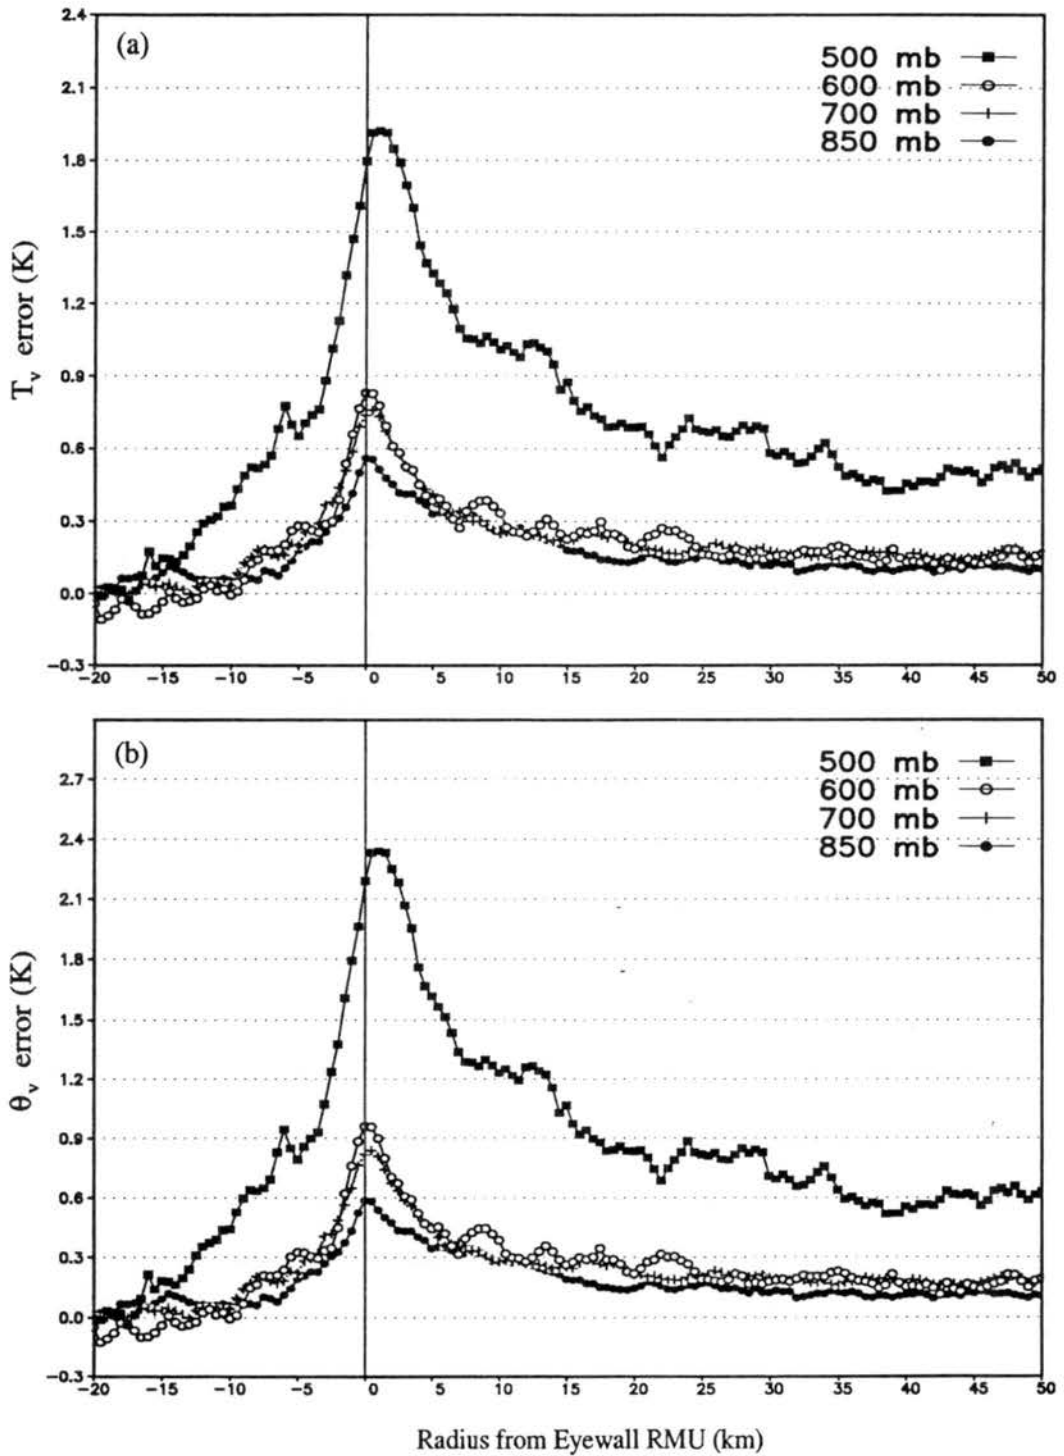 (a)
500 mb
600 mb
700 mb
850 mb
2.4
2.1
1.8
1.5
1.2
0.9
0.6
0.3
0.0
−0.3
Tv error (K)
−20 −15 −10 −5 0 5 10 15 20 25 30 35 40 45 50
(b)
500 mb
600 mb
700 mb
850 mb
2.7
2.4
2.1
1.8
1.5
1.2
0.9
0.6
0.3
0.0
−0.3
θv error (K)
−20 −15 −10 −5 0 5 10 15 20 25 30 35 40 45 50
Radius from Eyewall RMU (km)